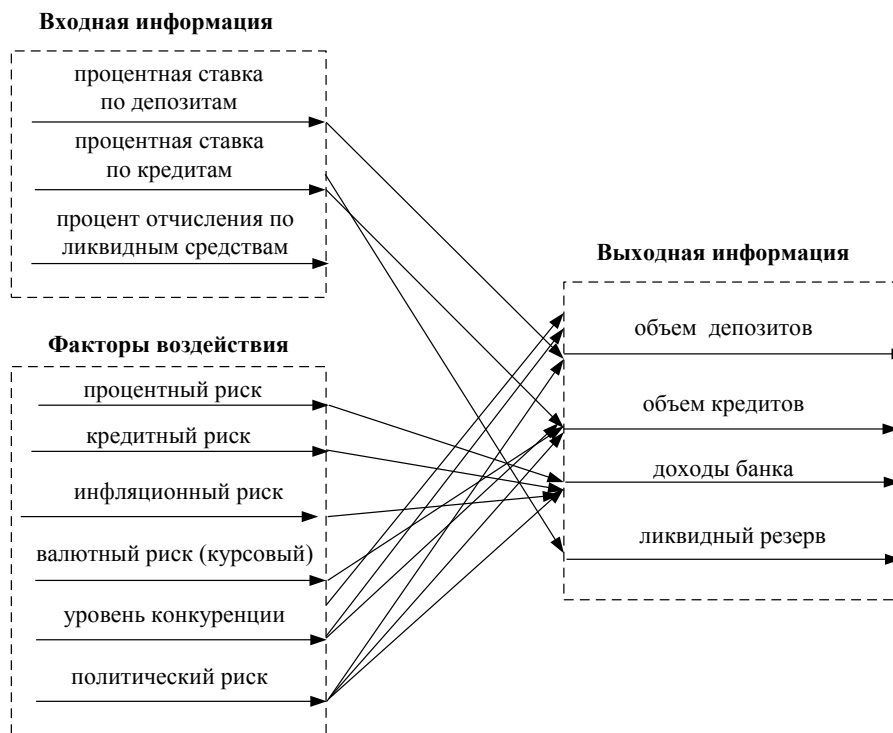 Входная информация
процентная ставка
по депозитам
процентная ставка
по кредитам
процент отчисления по
ликвидным средствам
Факторы воздействия
процентный риск
кредитный риск
инфляционный риск
валютный риск (курсовый)
уровень конкуренции
политический риск
Выходная информация
объем депозитов
объем кредитов
доходы банка
ликвидный резерв